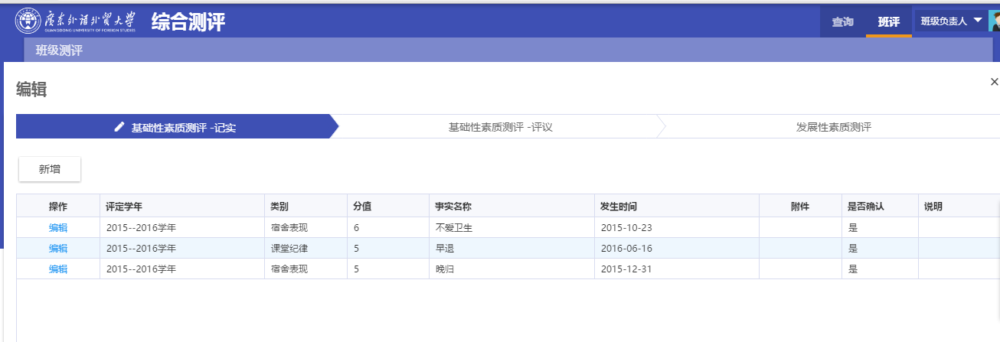 广东外语外贸大学
GUANGDONG UNIVERSITY OF FOREIGN STUDIES
综合测评
查询
班评
班级负责人
班级测评
编辑
×
基础性素质测评 -记实
基础性素质测评 -评议
发展性素质测评
新增
操作 评定学年 类别 分值 事实名称 发生时间 附件 是否确认 说明
编辑 2015--2016学年 宿舍表现 6 不爱卫生 2015-10-23 是
编辑 2015--2016学年 课堂纪律 5 早退 2016-06-16 是
编辑 2015--2016学年 宿舍表现 5 晚归 2015-12-31 是